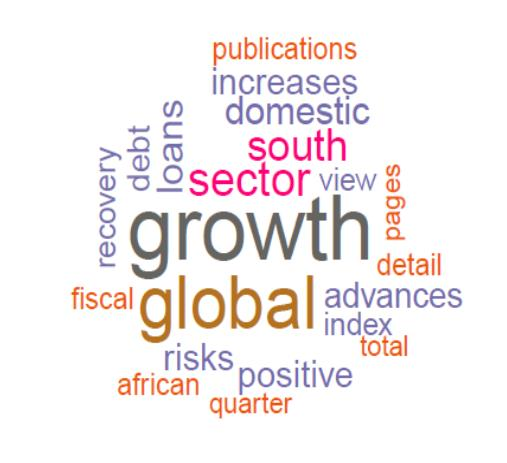 publications
increases
domestic
loans
debt
south
recovery
sector
view
pages
growth
detail
fiscal
global
advances
index
total
risks
positive
african
quarter